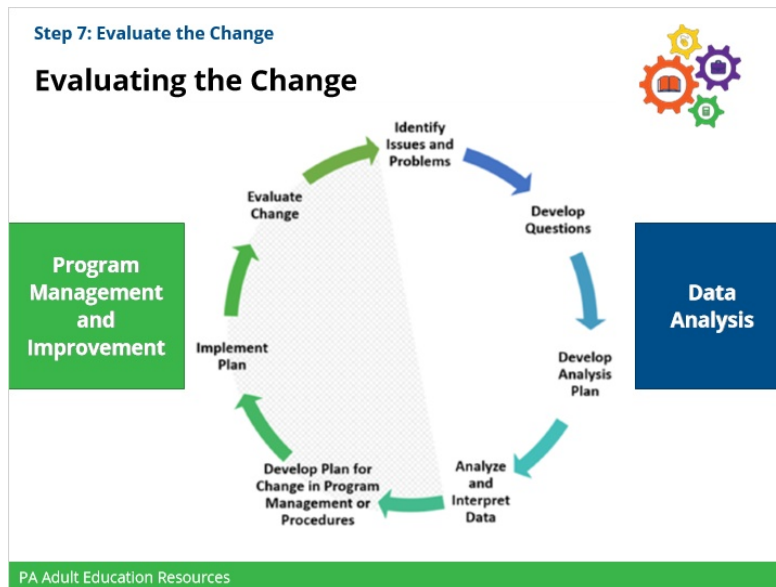 Step 7: Evaluate the Change
Evaluating the Change
Identify
Issues and
Problems
Develop
Questions
Develop
Analysis
Plan
Analyze
and
Interpret
Data
Develop Plan for
Change in Program
Management or
Procedures
Implement
Plan
Evaluate
Change
Program
Management
and
Improvement
Data
Analysis
PA Adult Education Resources